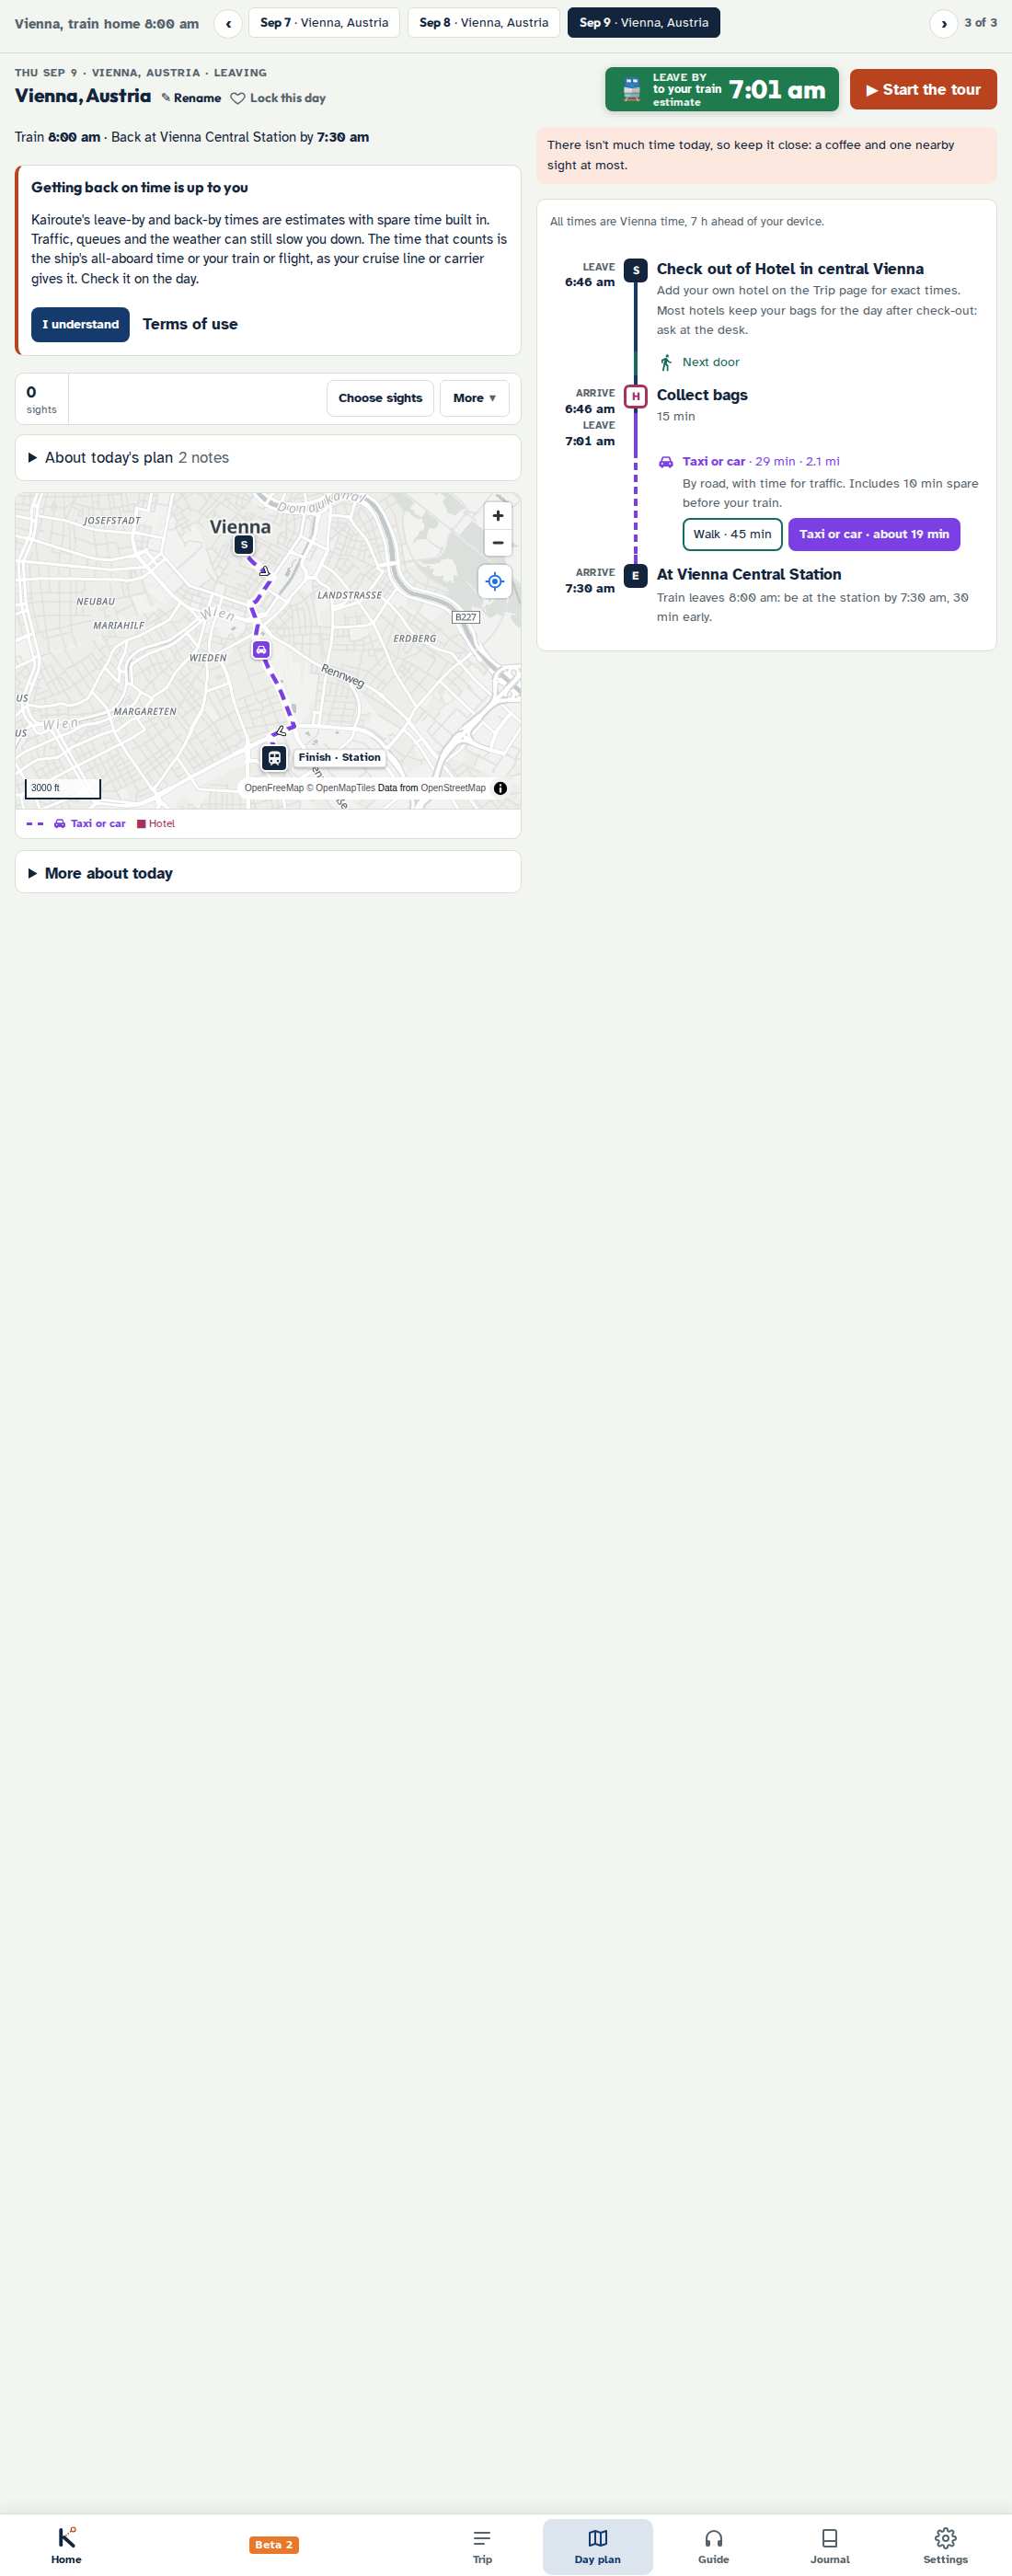 Vienna, train home 8:00 am
‹
Sep 7 · Vienna, Austria
Sep 8 · Vienna, Austria
Sep 9 · Vienna, Austria
›
3 of 3
THU SEP 9 · VIENNA, AUSTRIA · LEAVING
Vienna, Austria
✎ Rename
Lock this day
LEAVE BY
to your train
estimate
7:01 am
▶ Start the tour
Train 8:00 am · Back at Vienna Central Station by 7:30 am
Getting back on time is up to you
Kairoute's leave-by and back-by times are estimates with spare time built in.
Traffic, queues and the weather can still slow you down. The time that counts is
the ship's all-aboard time or your train or flight, as your cruise line or carrier
gives it. Check it on the day.
I understand
Terms of use
0
sights
Choose sights
More ▼
▶ About today's plan 2 notes
Donaukanal
JOSEFSTADT
Vienna
S
+
−
NEUBAU
LANDSTRASSE
MARIAHILF
Wien
B227
ERDBERG
WIEDEN
Rennweg
US
MARGARETEN
Wien
US
Finish · Station
3000 ft
OpenFreeMap © OpenMapTiles Data from OpenStreetMap
Taxi or car
Hotel
▶ More about today
There isn't much time today, so keep it close: a coffee and one nearby
sight at most.
All times are Vienna time, 7 h ahead of your device.
LEAVE
6:46 am
S
Check out of Hotel in central Vienna
Add your own hotel on the Trip page for exact times.
Most hotels keep your bags for the day after check-out:
ask at the desk.
Next door
ARRIVE
6:46 am
LEAVE
7:01 am
H
Collect bags
15 min
Taxi or car · 29 min · 2.1 mi
By road, with time for traffic. Includes 10 min spare
before your train.
Walk · 45 min
Taxi or car · about 19 min
ARRIVE
7:30 am
E
At Vienna Central Station
Train leaves 8:00 am: be at the station by 7:30 am, 30
min early.
Home
Beta 2
Trip
Day plan
Guide
Journal
Settings